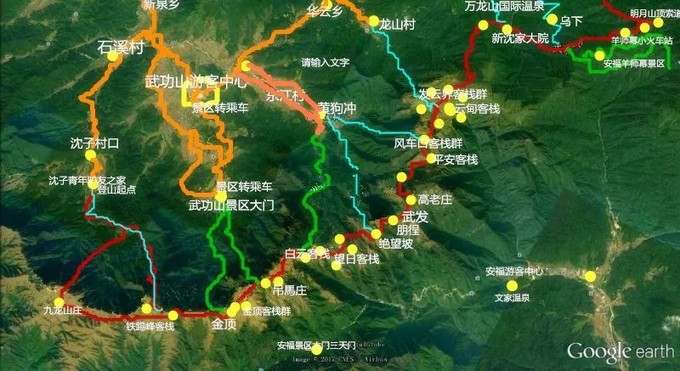 新泉乡
华云乡
万龙山国际温泉
明月山顶索道
龙山村
乌下
石溪村
新沈家大院
羊狮幕小火车站
请输入文字
安福羊狮幕景区
武功山游客中心
东江村
发云界客栈群
景区转乘车
黄狗冲
云甸客栈
沈子村口
风车口客栈群
平安客栈
沈子青年朋友之家
登山起点
景区转乘车
武功山景区大门
高老庄
武发
朋徨
绝望坡
白云客栈
望日客栈
安福游客中心
吊馬庄
文家温泉
九龙山庄
铁蹄峰客栈
金顶
金顶客栈群
安福景区大门三天门
Image © 2017 CNES / Airbus
Google earth